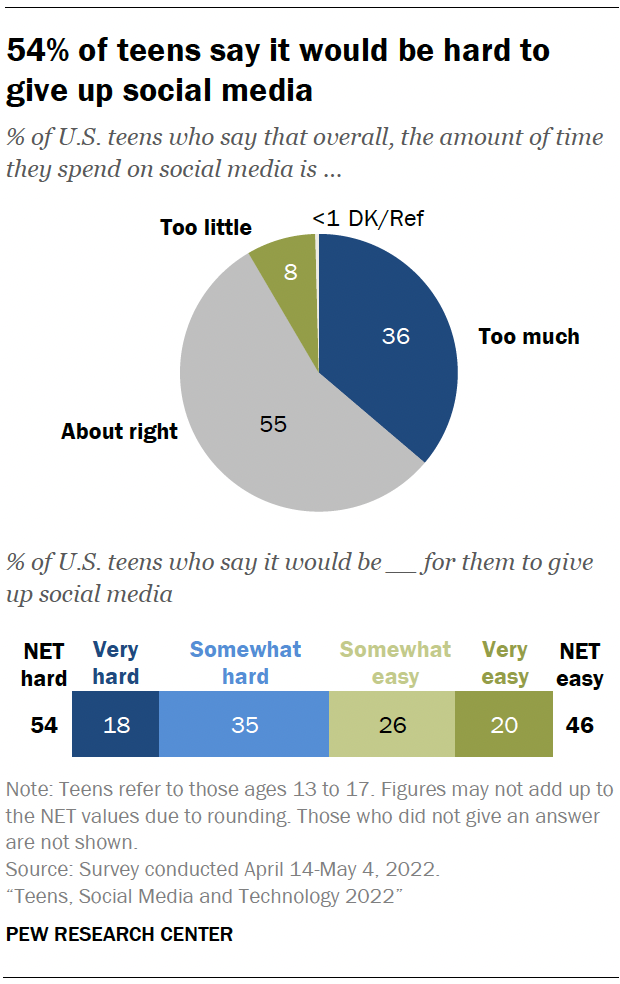 54% of teens say it would be hard to
give up social media
% of U.S. teens who say that overall, the amount of time
they spend on social media is ...
<1 DK/Ref
Too little
8
36
Too much
55
About right
% of U.S. teens who say it would be __ for them to give
up social media
NET hard
Very hard
Somewhat hard
Somewhat easy
Very easy
NET easy
54 18 35 26 20 46
Note: Teens refer to those ages 13 to 17. Figures may not add up to
the NET values due to rounding. Those who did not give an answer
are not shown.
Source: Survey conducted April 14-May 4, 2022.
“Teens, Social Media and Technology 2022”
PEW RESEARCH CENTER